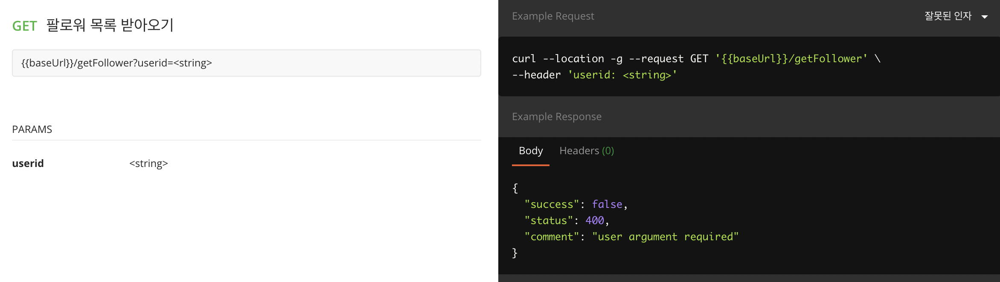 GET 팔로워 목록 받아오기
{{baseUrl}}/getFollower?userid=<string>
PARAMS
userid <string>
Example Request 잘못된 인자
curl --location -g --request GET '{{baseUrl}}/getFollower' \
--header 'userid: <string>'
Example Response
Body Headers (0)
{
  "success": false,
  "status": 400,
  "comment": "user argument required"
}